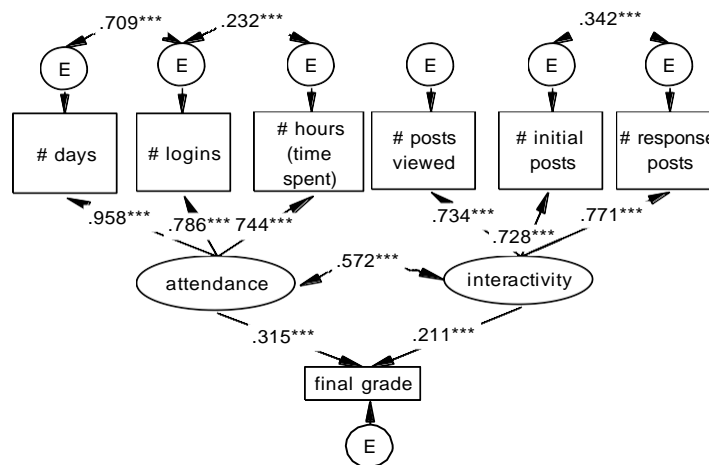 .709***
.232***
.342***
E
E
E
E
E
E
# days
# logins
# hours
(time
spent)
# posts
viewed
# initial
posts
# response
posts
.958***
.786***
744***
.734***
.728***
.771***
attendance
.572***
interactivity
.315***
.211***
final grade
E